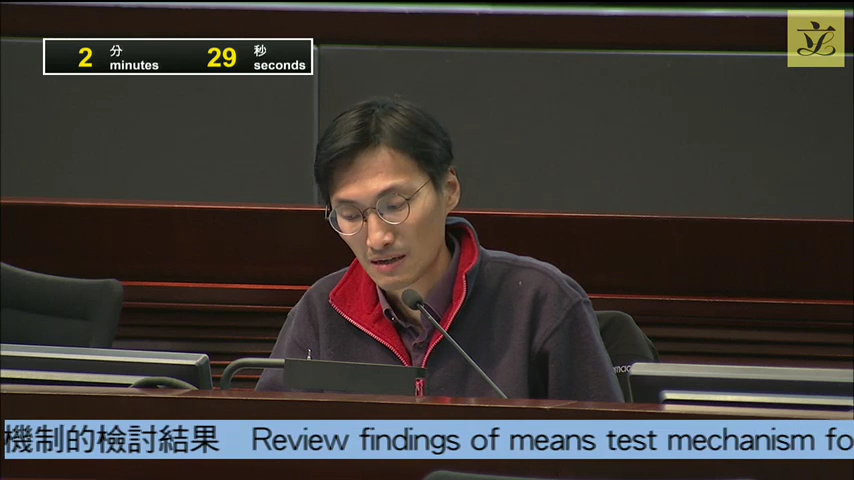 2 分 minutes 29 秒 seconds
立
機制的檢討結果 Review findings of means test mechanism fo